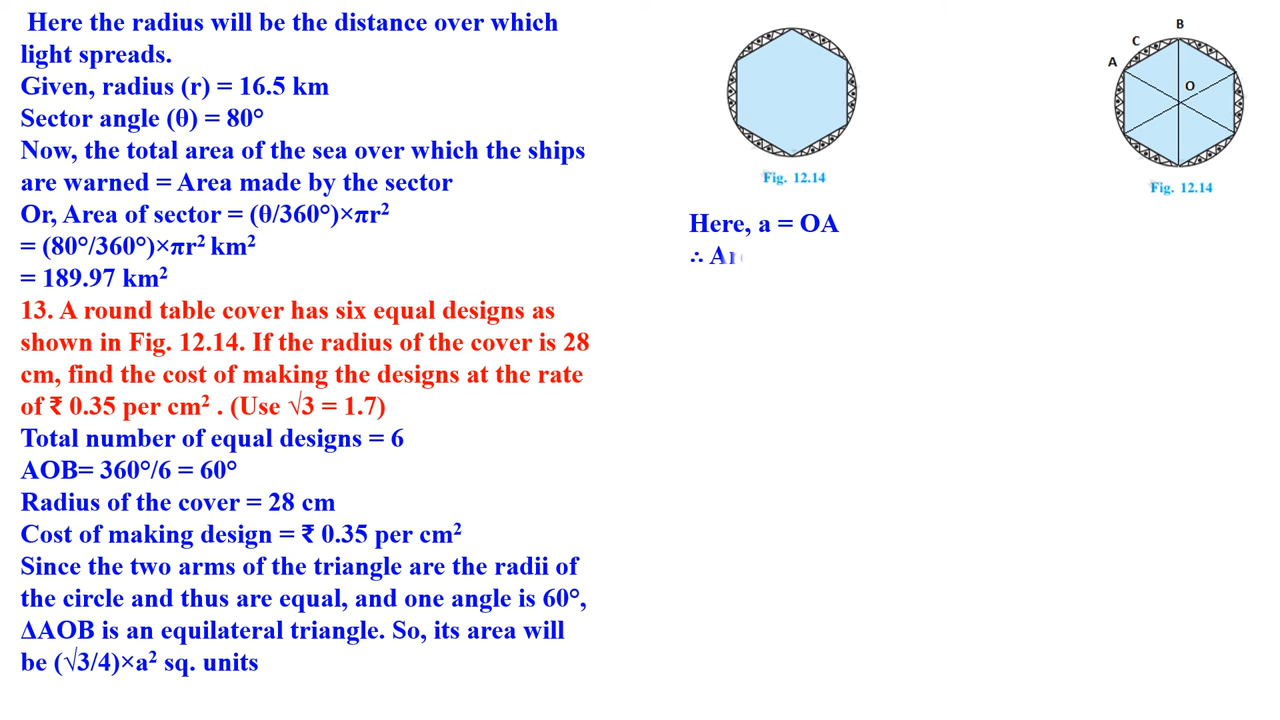 Here the radius will be the distance over which
light spreads.
Given, radius (r) = 16.5 km
Sector angle (θ) = 80°
Now, the total area of the sea over which the ships
are warned = Area made by the sector
Or, Area of sector = (θ/360°)×πr²
= (80°/360°)×πr² km²
= 189.97 km²
13. A round table cover has six equal designs as
shown in Fig. 12.14. If the radius of the cover is 28
cm, find the cost of making the designs at the rate
of ₹ 0.35 per cm² . (Use √3 = 1.7)
Total number of equal designs = 6
AOB= 360°/6 = 60°
Radius of the cover = 28 cm
Cost of making design = ₹ 0.35 per cm²
Since the two arms of the triangle are the radii of
the circle and thus are equal, and one angle is 60°,
ΔAOB is an equilateral triangle. So, its area will
be (√3/4)×a² sq. units
Fig. 12.14
B
C
A
O
Fig. 12.14
Here, a = OA
∴